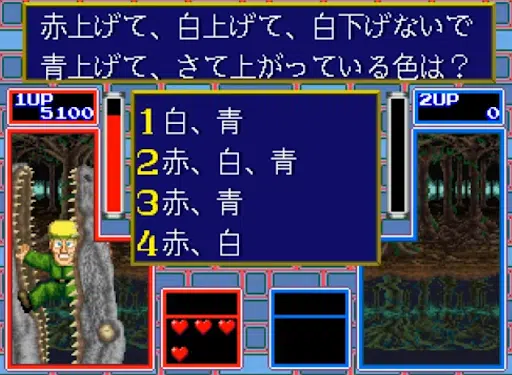 赤上げて、白上げて、白下げないで
青上げて、さて上がっている色は？
1UP
5100
2UP
0
1白、青
2赤、白、青
3赤、青
4赤、白